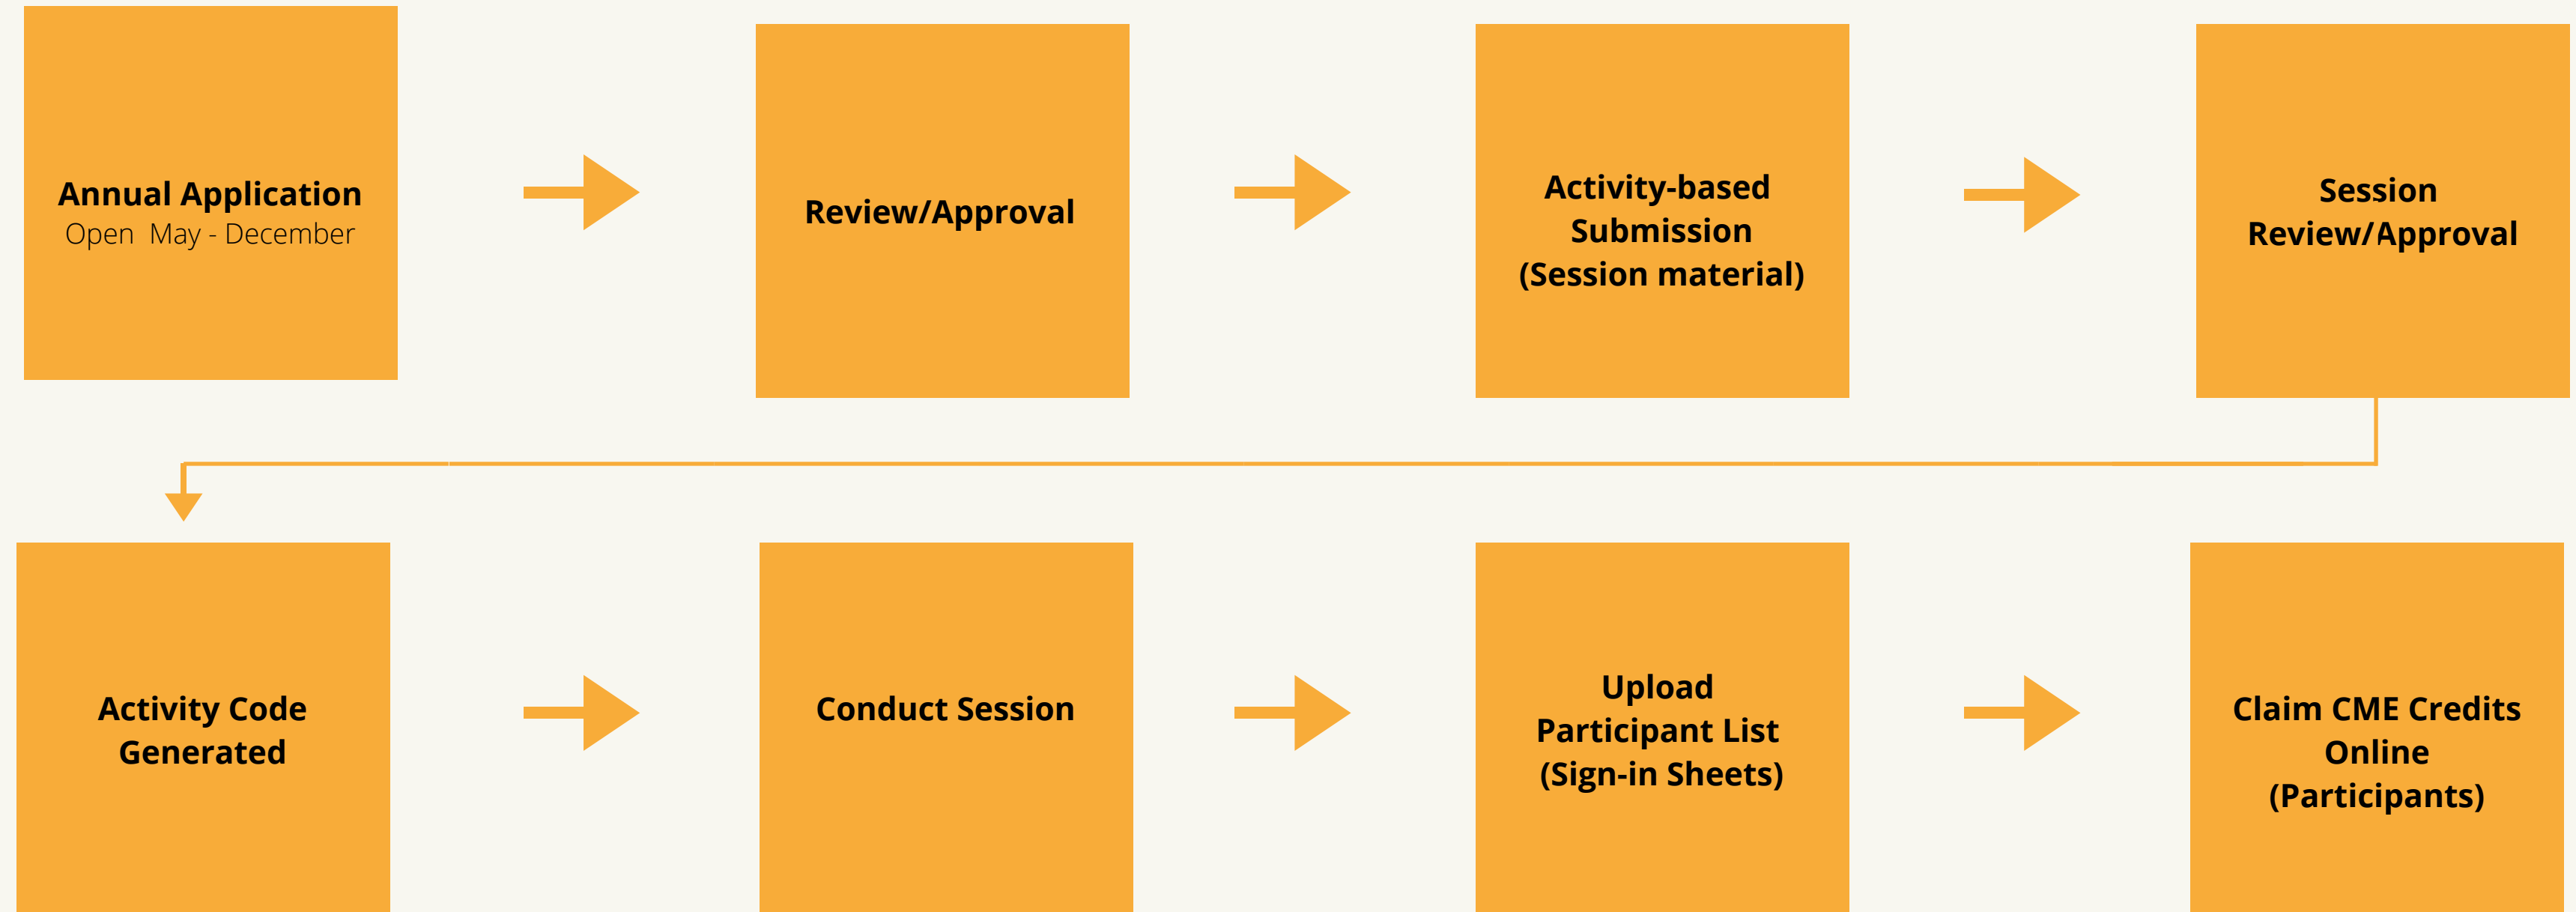 Annual Application
Open May - December
Review/Approval
Activity-based
Submission
(Session material)
Session
Review/Approval
Activity Code
Generated
Conduct Session
Upload
Participant List
(Sign-in Sheets)
Claim CME Credits
Online
(Participants)